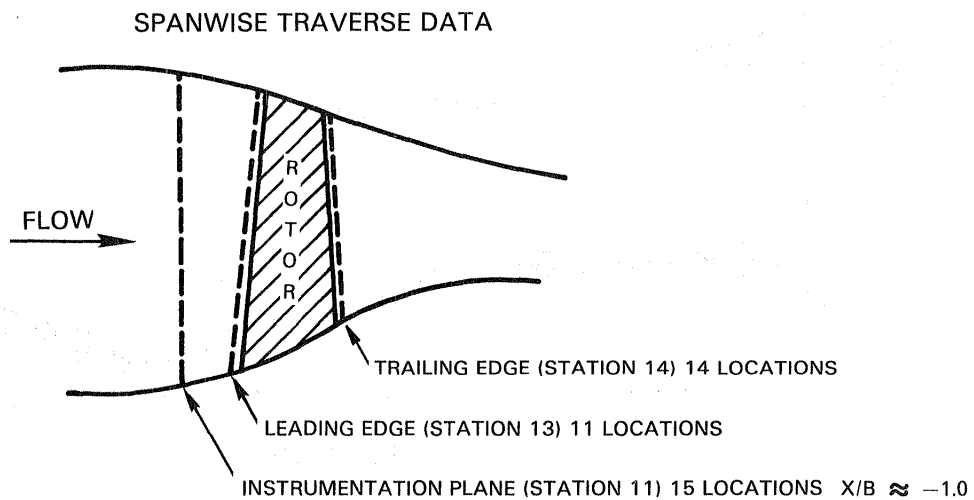 SPANWISE TRAVERSE DATA
FLOW
ROTOR
TRAILING EDGE (STATION 14) 14 LOCATIONS
LEADING EDGE (STATION 13) 11 LOCATIONS
INSTRUMENTATION PLANE (STATION 11) 15 LOCATIONS X/B ≈ −1.0